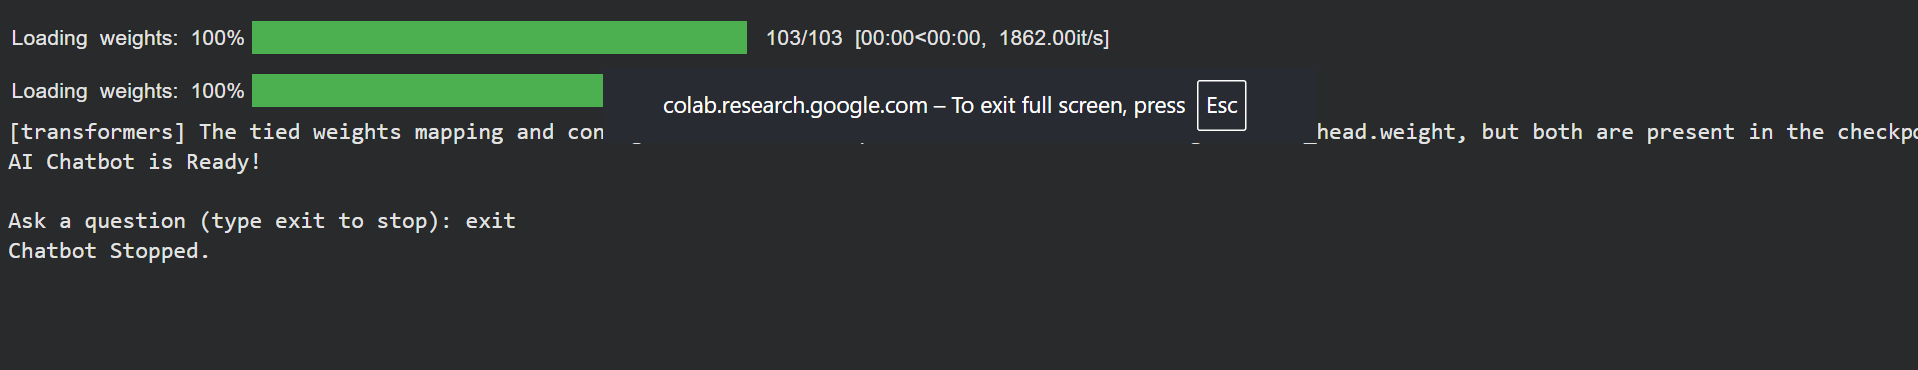 Loading weights: 100% 103/103 [00:00<00:00, 1862.00it/s]
Loading weights: 100%
colab.research.google.com – To exit full screen, press Esc
[transformers] The tied weights mapping and con _head.weight, but both are present in the checkpo
AI Chatbot is Ready!
Ask a question (type exit to stop): exit
Chatbot Stopped.